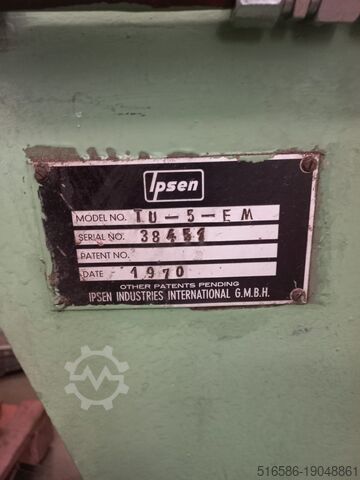 Ipsen
MODEL NO. TU-5-EM
SERIAL NO.
PATENT NO.
DATE 1970
OTHER PATENTS PENDING
IPSEN INDUSTRIES INTERNATIONAL G.M.B.H.
516586-19048861